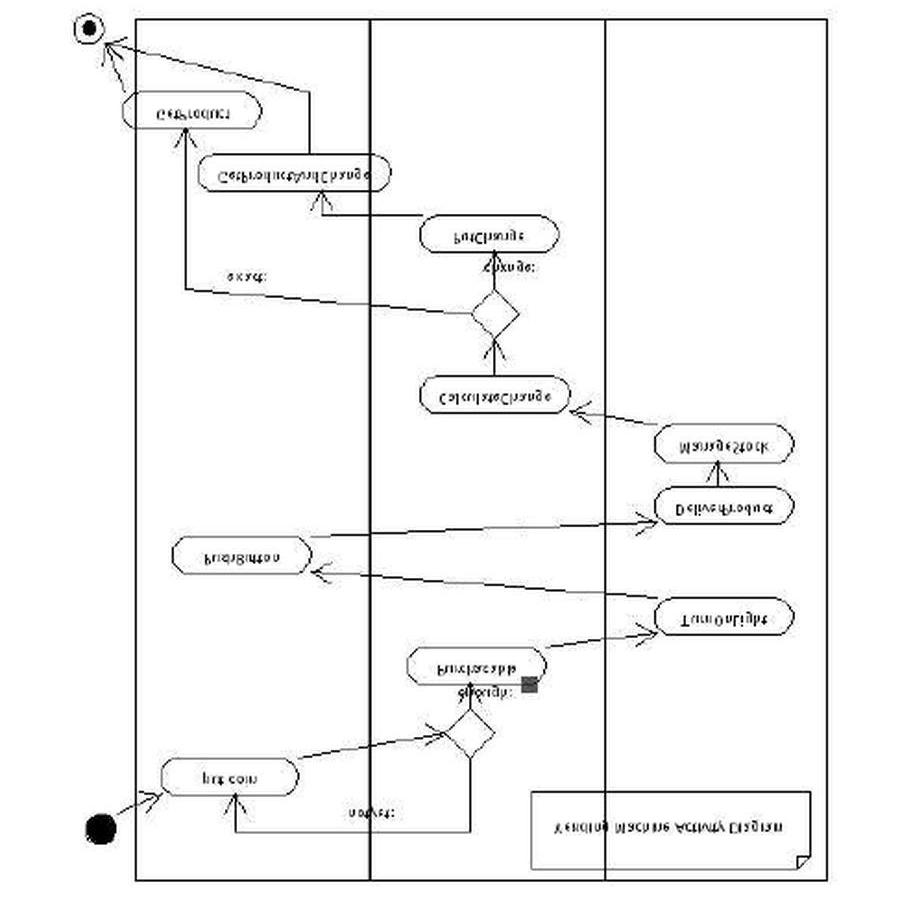 Vending Machine Activity Diagram
put coin
notyet:
enough:
Purchasable
TurnOnLight
PushButton
DeliverProduct
ManageStock
CalculateChange
exact:
change:
PutChange
GetProductAndChange
GetProduct